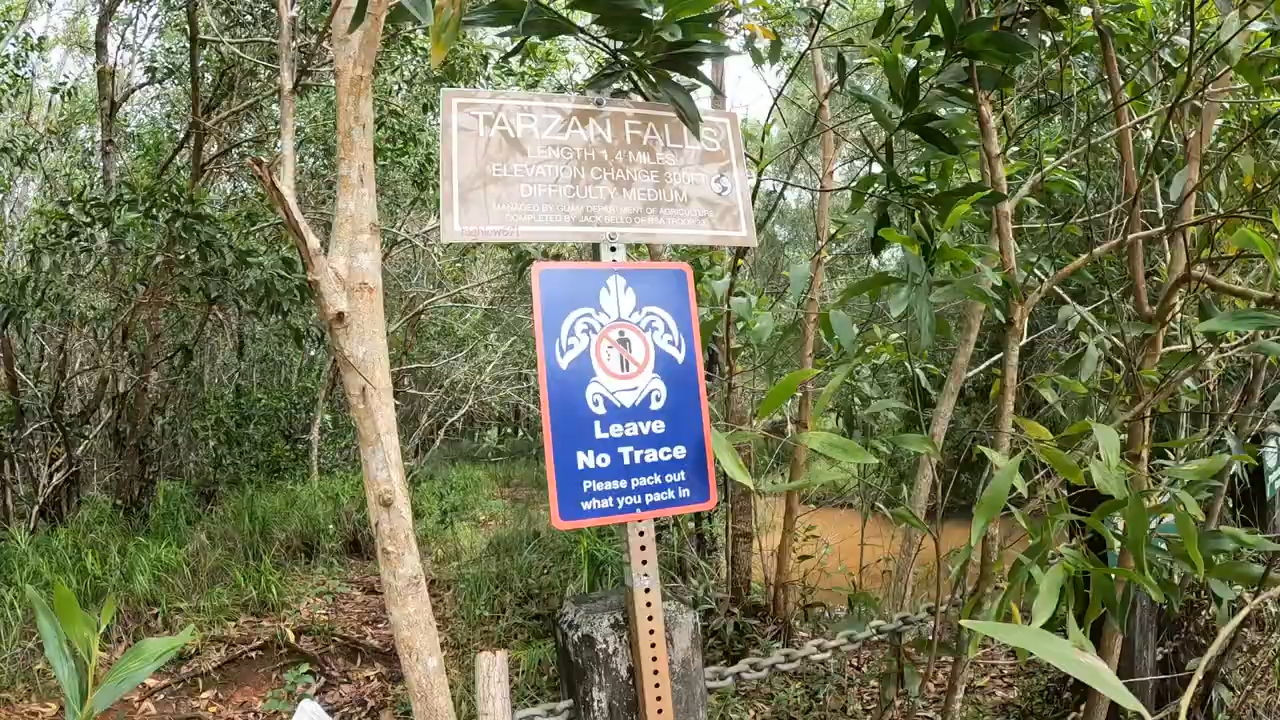 TARZAN FALLS
LENGTH 1.4 MILES
ELEVATION CHANGE 300FT
DIFFICULTY MEDIUM
MANAGED BY GUAM DEPARTMENT OF AGRICULTURE
COMPLETED BY JACK BELLO OF BSA TROOP
Leave
No Trace
Please pack out
what you pack in